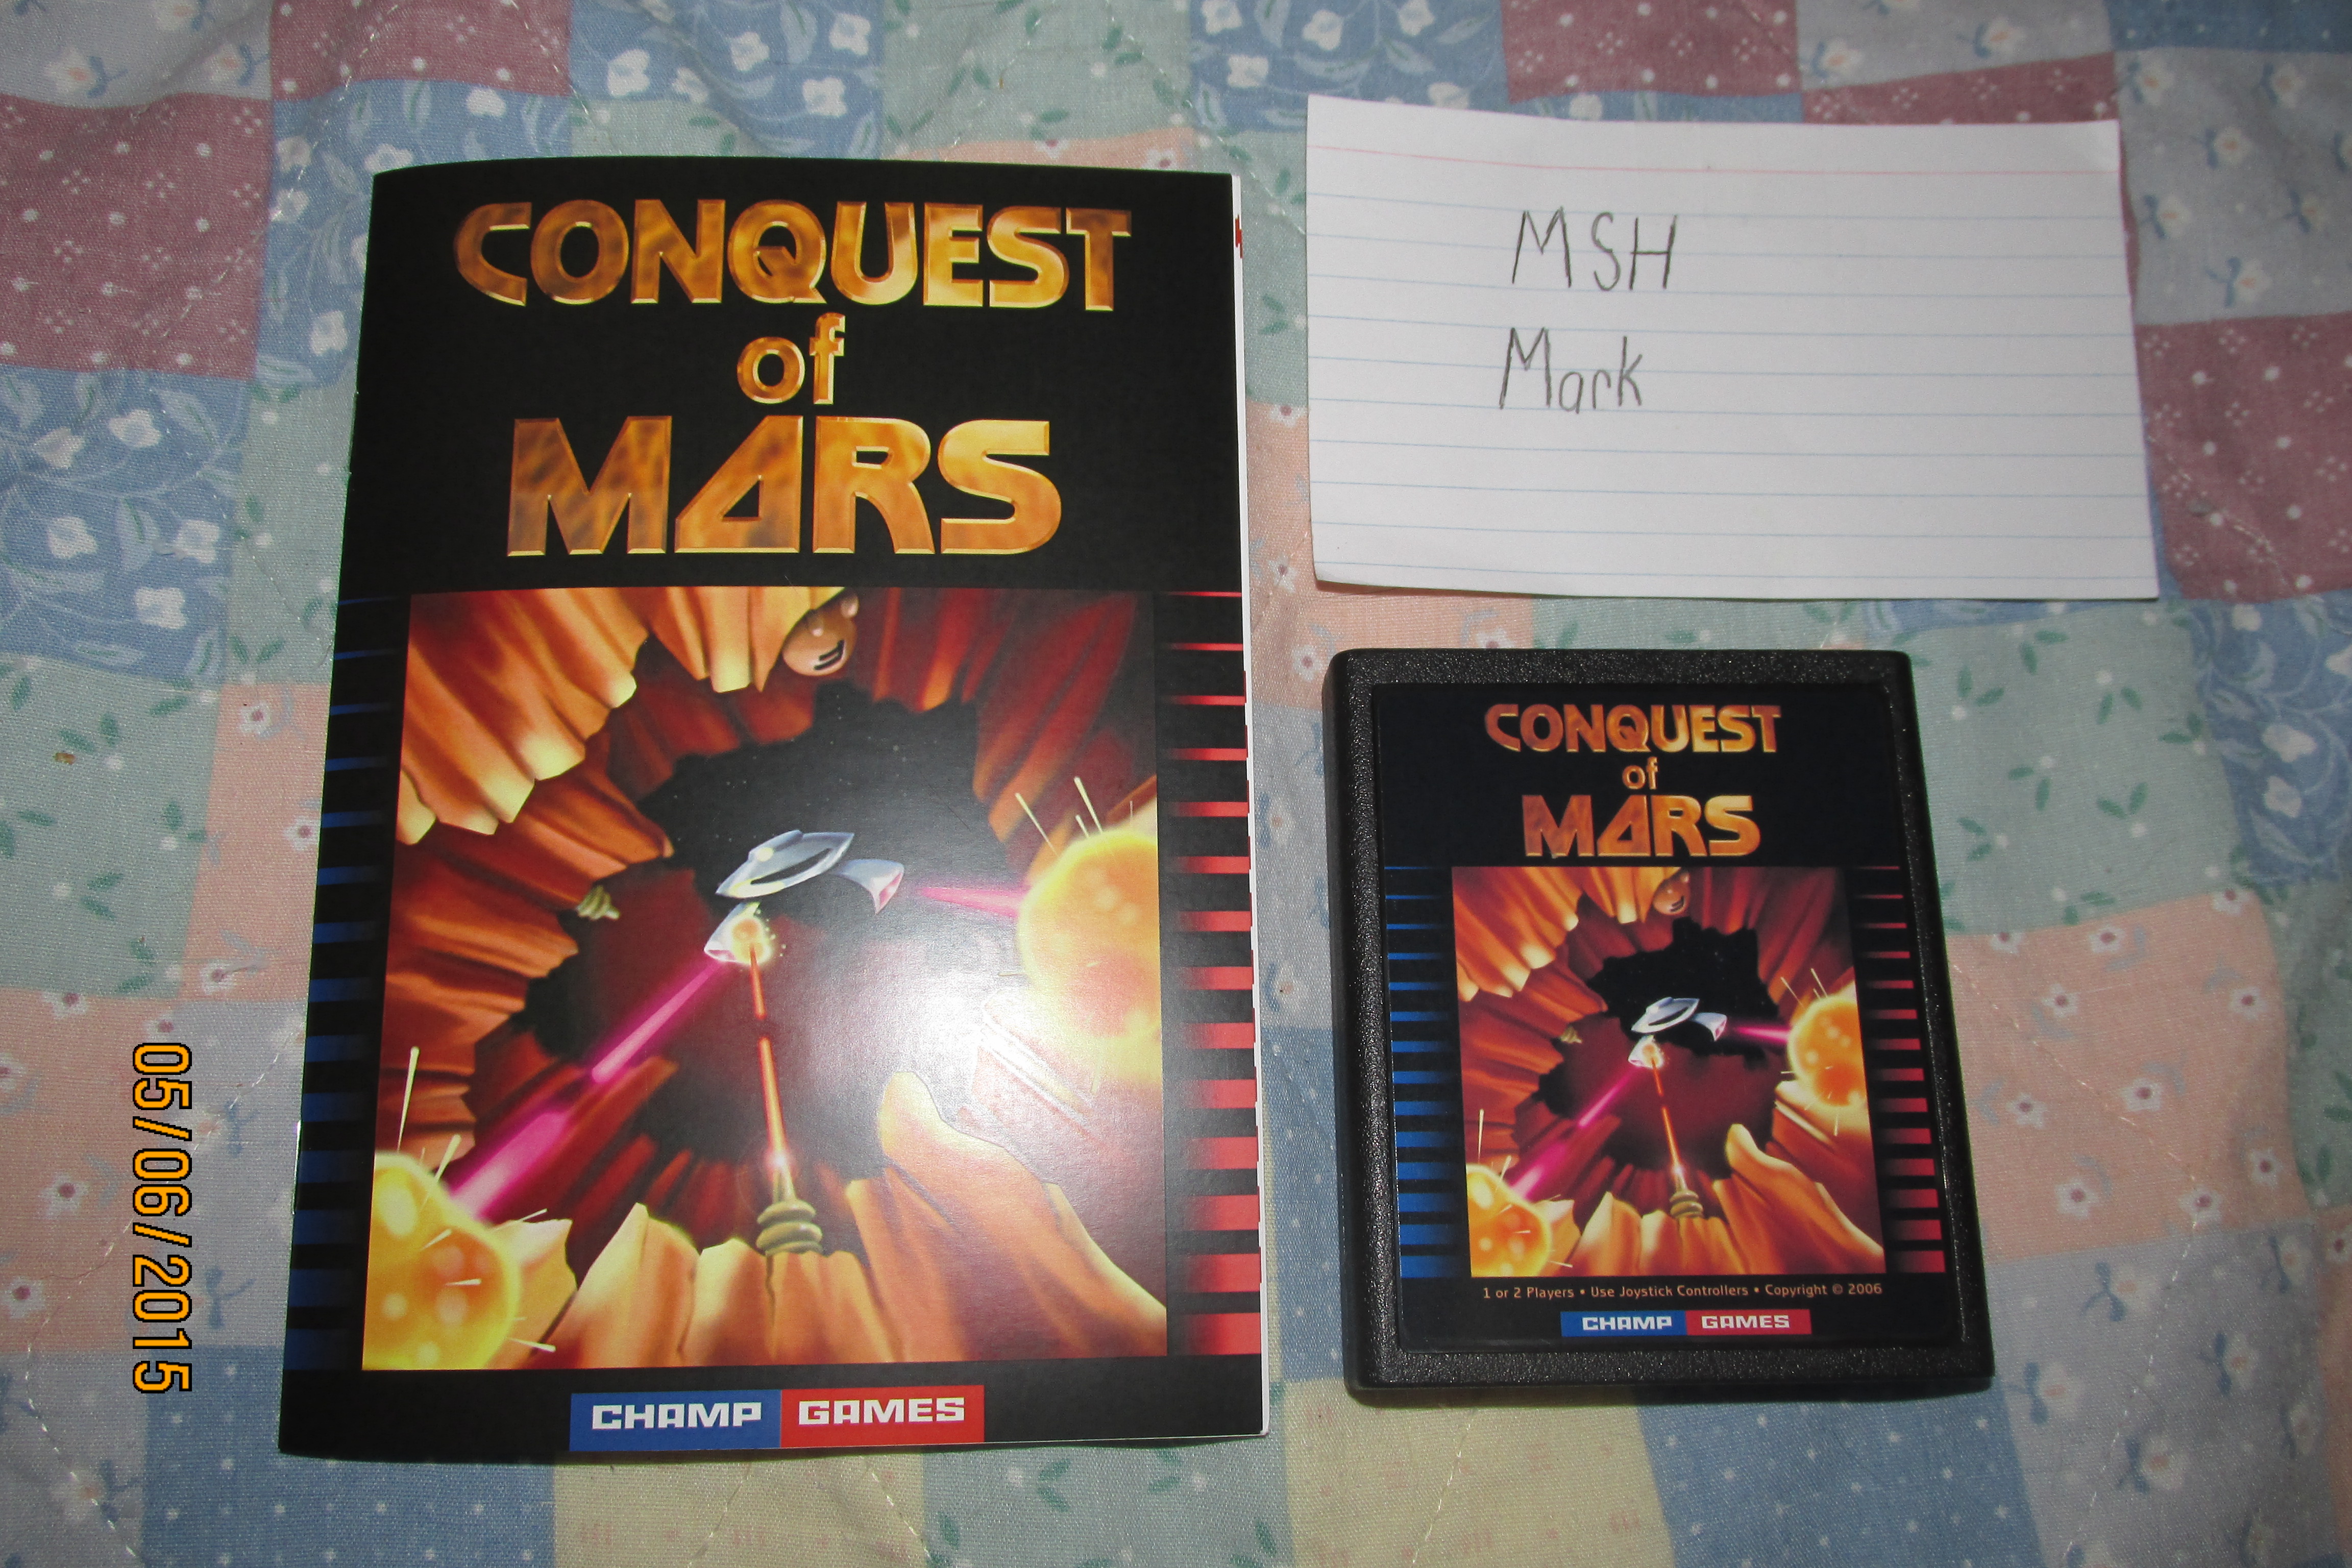 CONQUEST
of
MARS
CHAMP GAMES
MSH
Mark
CONQUEST
of
MARS
1 or 2 Players • Use Joystick Controllers • Copyright © 2006
CHAMP GAMES
05/06/2015